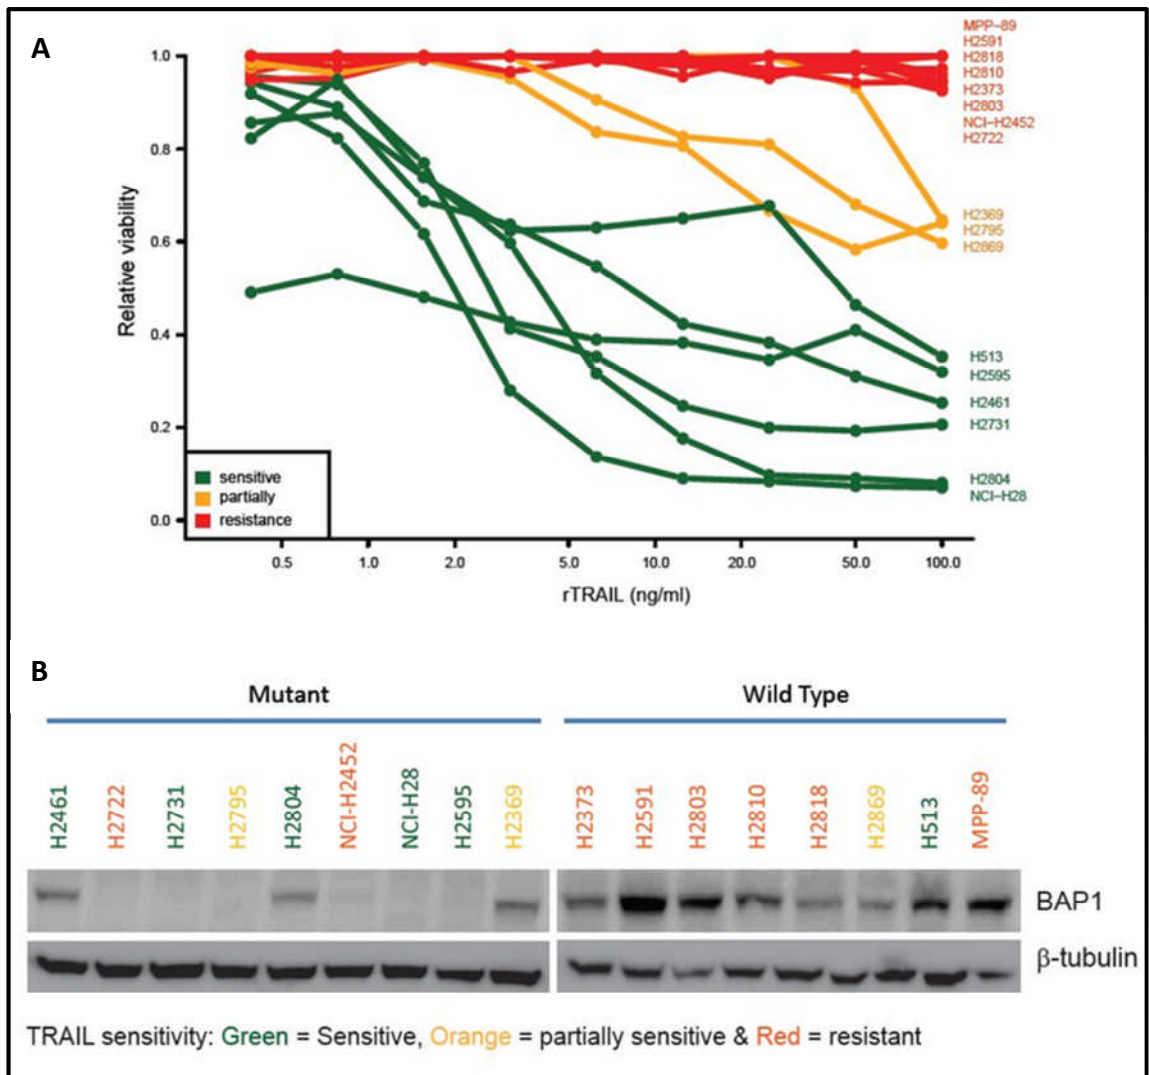 A
MPP–89
H2591
H2818
H2810
H2373
H2803
NCI–H2452
H2722
H2369
H2795
H2869
H513
H2595
H2461
H2731
H2804
NCI–H28
Relative viability
1.0
0.8
0.6
0.4
0.2
0.0
sensitive
partially
resistance
0.5 1.0 2.0 5.0 10.0 20.0 50.0 100.0
rTRAIL (ng/ml)
B
Mutant Wild Type
H2461 H2722 H2731 H2795 H2804 NCI-H2452 NCI-H28 H2595 H2369 H2373 H2591 H2803 H2810 H2818 H2869 H513 MPP-89
BAP1
β-tubulin
TRAIL sensitivity: Green = Sensitive, Orange = partially sensitive & Red = resistant